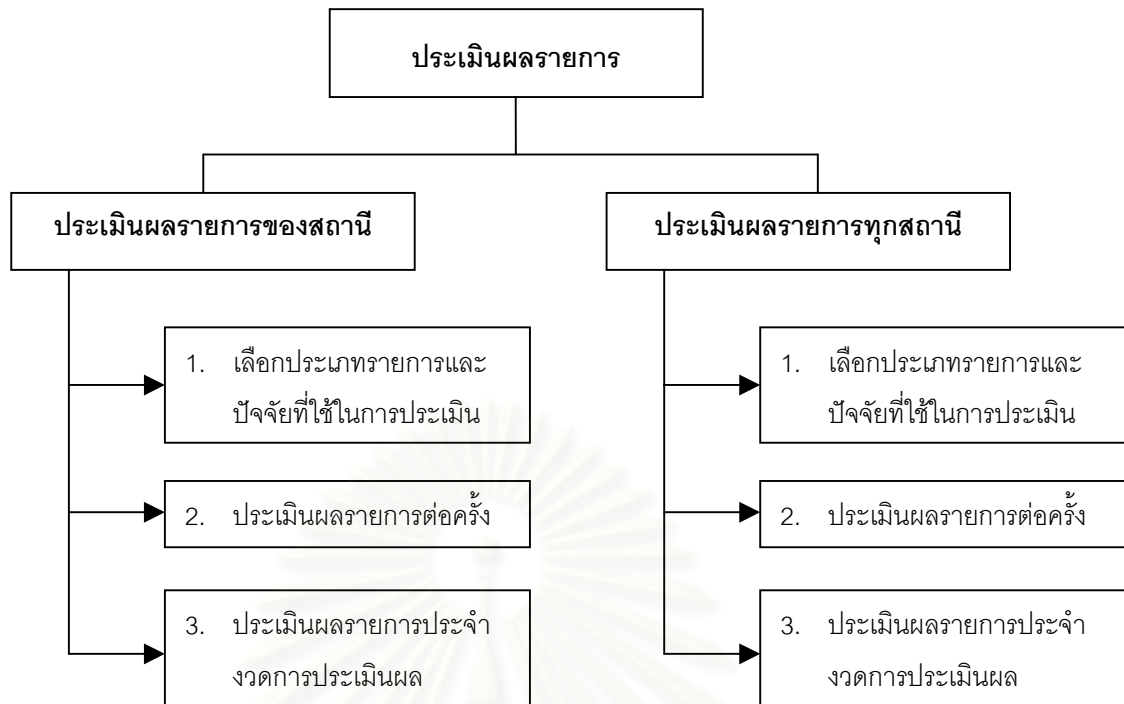 ประเมินผลรายการ
ประเมินผลรายการของสถานี
1. เลือกประเภทรายการและ
ปัจจัยที่ใช้ในการประเมิน
2. ประเมินผลรายการต่อครั้ง
3. ประเมินผลรายการประจำ
งวดการประเมินผล
ประเมินผลรายการทุกสถานี
1. เลือกประเภทรายการและ
ปัจจัยที่ใช้ในการประเมิน
2. ประเมินผลรายการต่อครั้ง
3. ประเมินผลรายการประจำ
งวดการประเมินผล